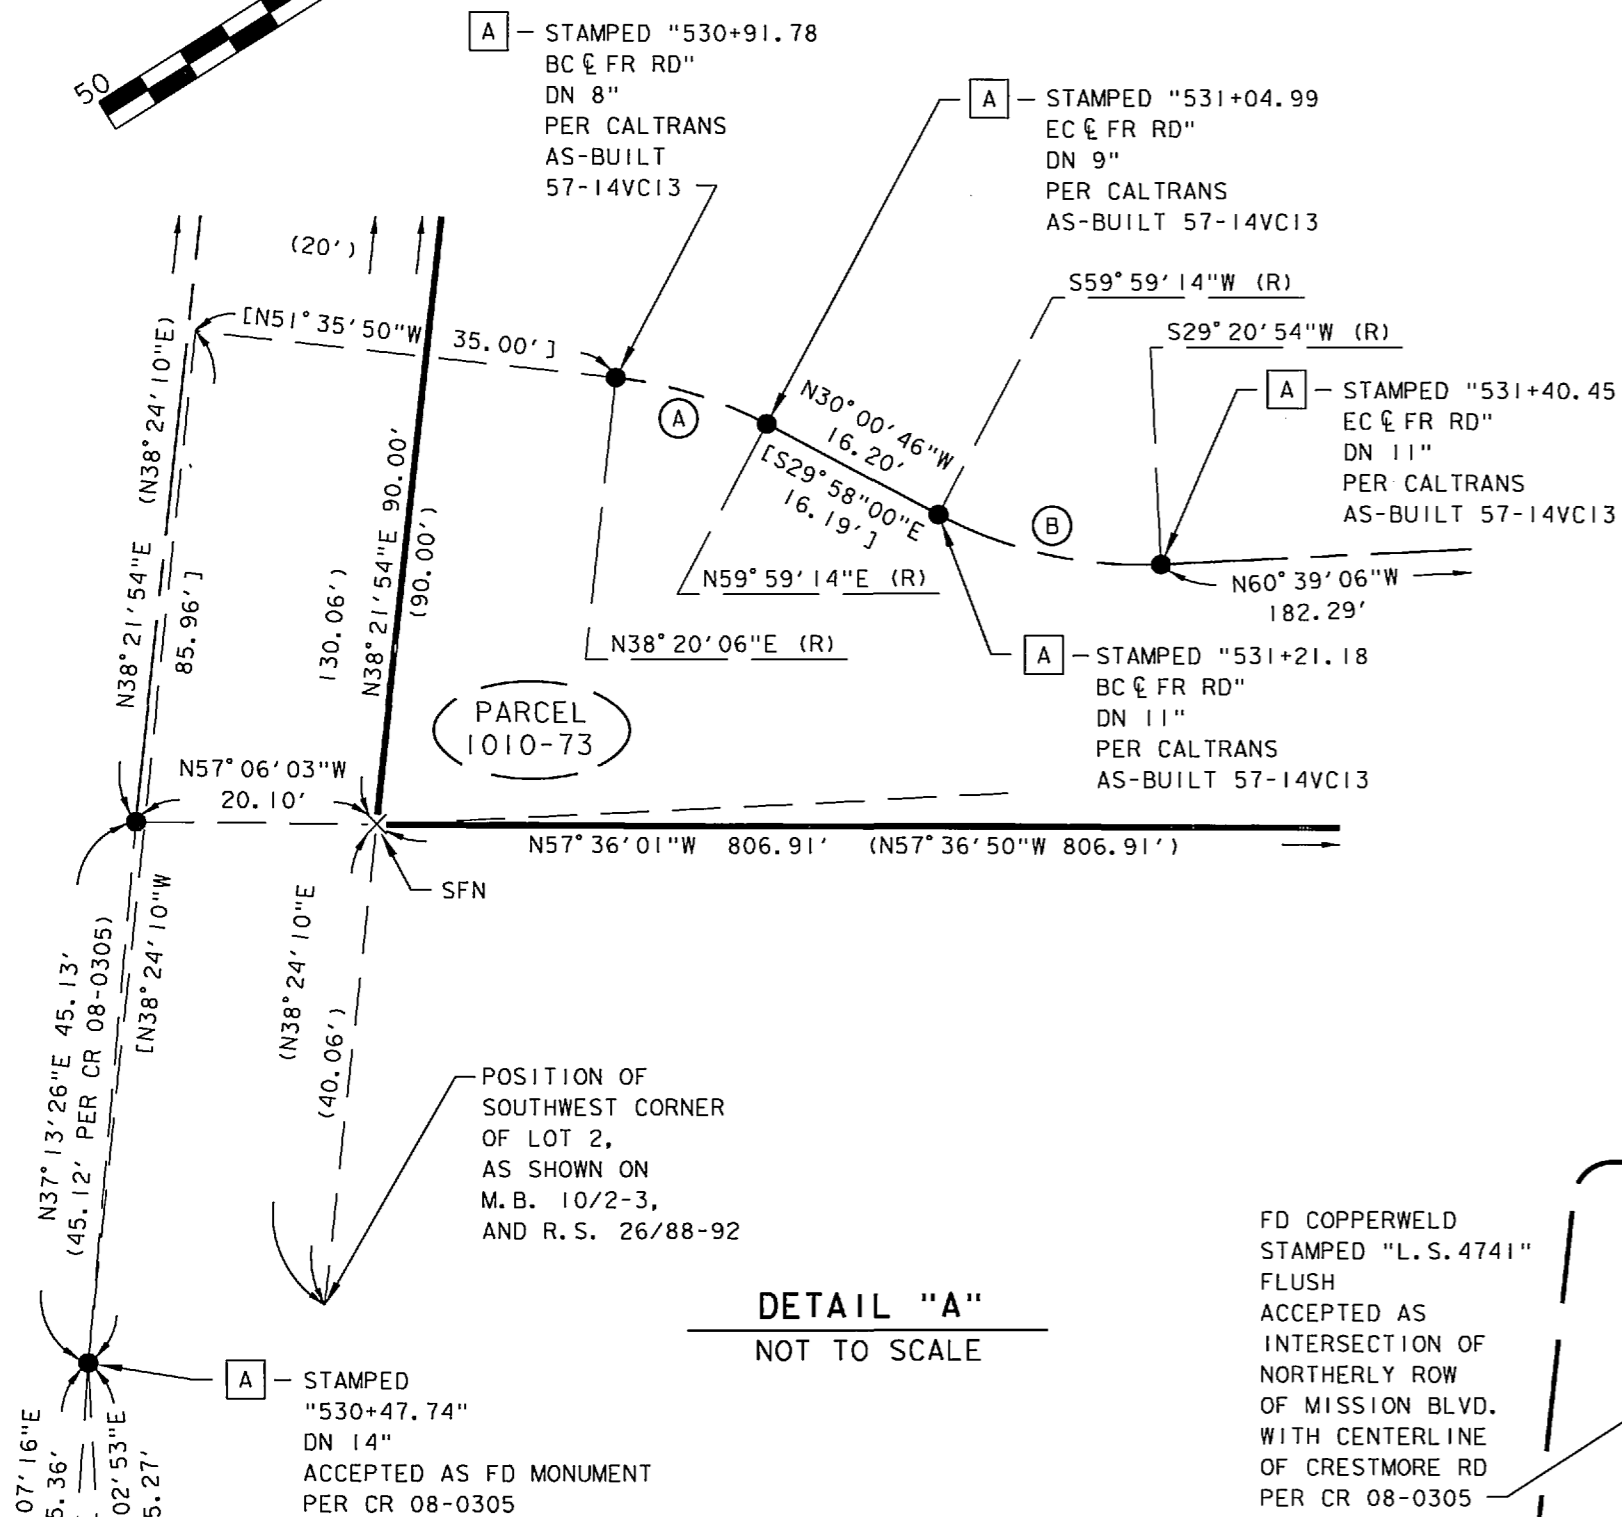 50
A
STAMPED "530+91.78
BC ℄ FR RD"
DN 8"
PER CALTRANS
AS-BUILT
57-14VC13
A
STAMPED "531+04.99
EC ℄ FR RD"
DN 9"
PER CALTRANS
AS-BUILT 57-14VC13
(20')
S59°59'14"W (R)
S29°20'54"W (R)
[N51°35'50"W 35.00']
A
STAMPED "531+40.45
EC ℄ FR RD"
DN 11"
PER CALTRANS
AS-BUILT 57-14VC13
A
N30°00'46"W
16.20'
[S29°58"00"E
16.19']
B
N38°21'54"E (N38°24'10"E)
85.96']
130.06')
N38°21'54"E 90.00'
(90.00')
N59°59'14"E (R)
N60°39'06"W
182.29'
N38°20'06"E (R)
A
STAMPED "531+21.18
BC ℄ FR RD"
DN 11"
PER CALTRANS
AS-BUILT 57-14VC13
PARCEL
1010-73
N57°06'03"W
20.10'
N57°36'01"W 806.91' (N57°36'50"W 806.91')
SFN
N37°13'26"E 45.13'
(45.12' PER CR 08-0305)
[N38°24'10"W
(N38°24'10"E
(40.06')
POSITION OF
SOUTHWEST CORNER
OF LOT 2,
AS SHOWN ON
M.B. 10/2-3,
AND R.S. 26/88-92
DETAIL "A"
NOT TO SCALE
FD COPPERWELD
STAMPED "L.S.4741"
FLUSH
ACCEPTED AS
INTERSECTION OF
NORTHERLY ROW
OF MISSION BLVD.
WITH CENTERLINE
OF CRESTMORE RD
PER CR 08-0305
A
STAMPED
"530+47.74"
DN 14"
ACCEPTED AS FD MONUMENT
PER CR 08-0305
07'16"E
5.36'
02'53"E
5.27'